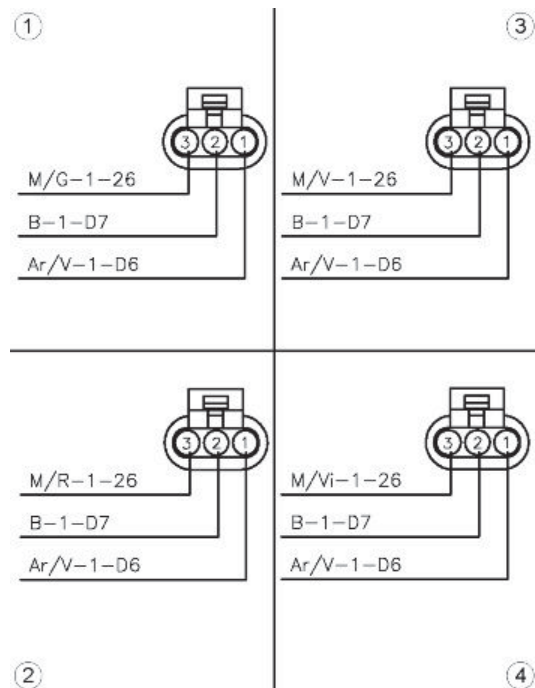 ①
3 2 1
M/G-1-26
B-1-D7
Ar/V-1-D6
③
3 2 1
M/V-1-26
B-1-D7
Ar/V-1-D6
3 2 1
M/R-1-26
B-1-D7
Ar/V-1-D6
②
3 2 1
M/Vi-1-26
B-1-D7
Ar/V-1-D6
④